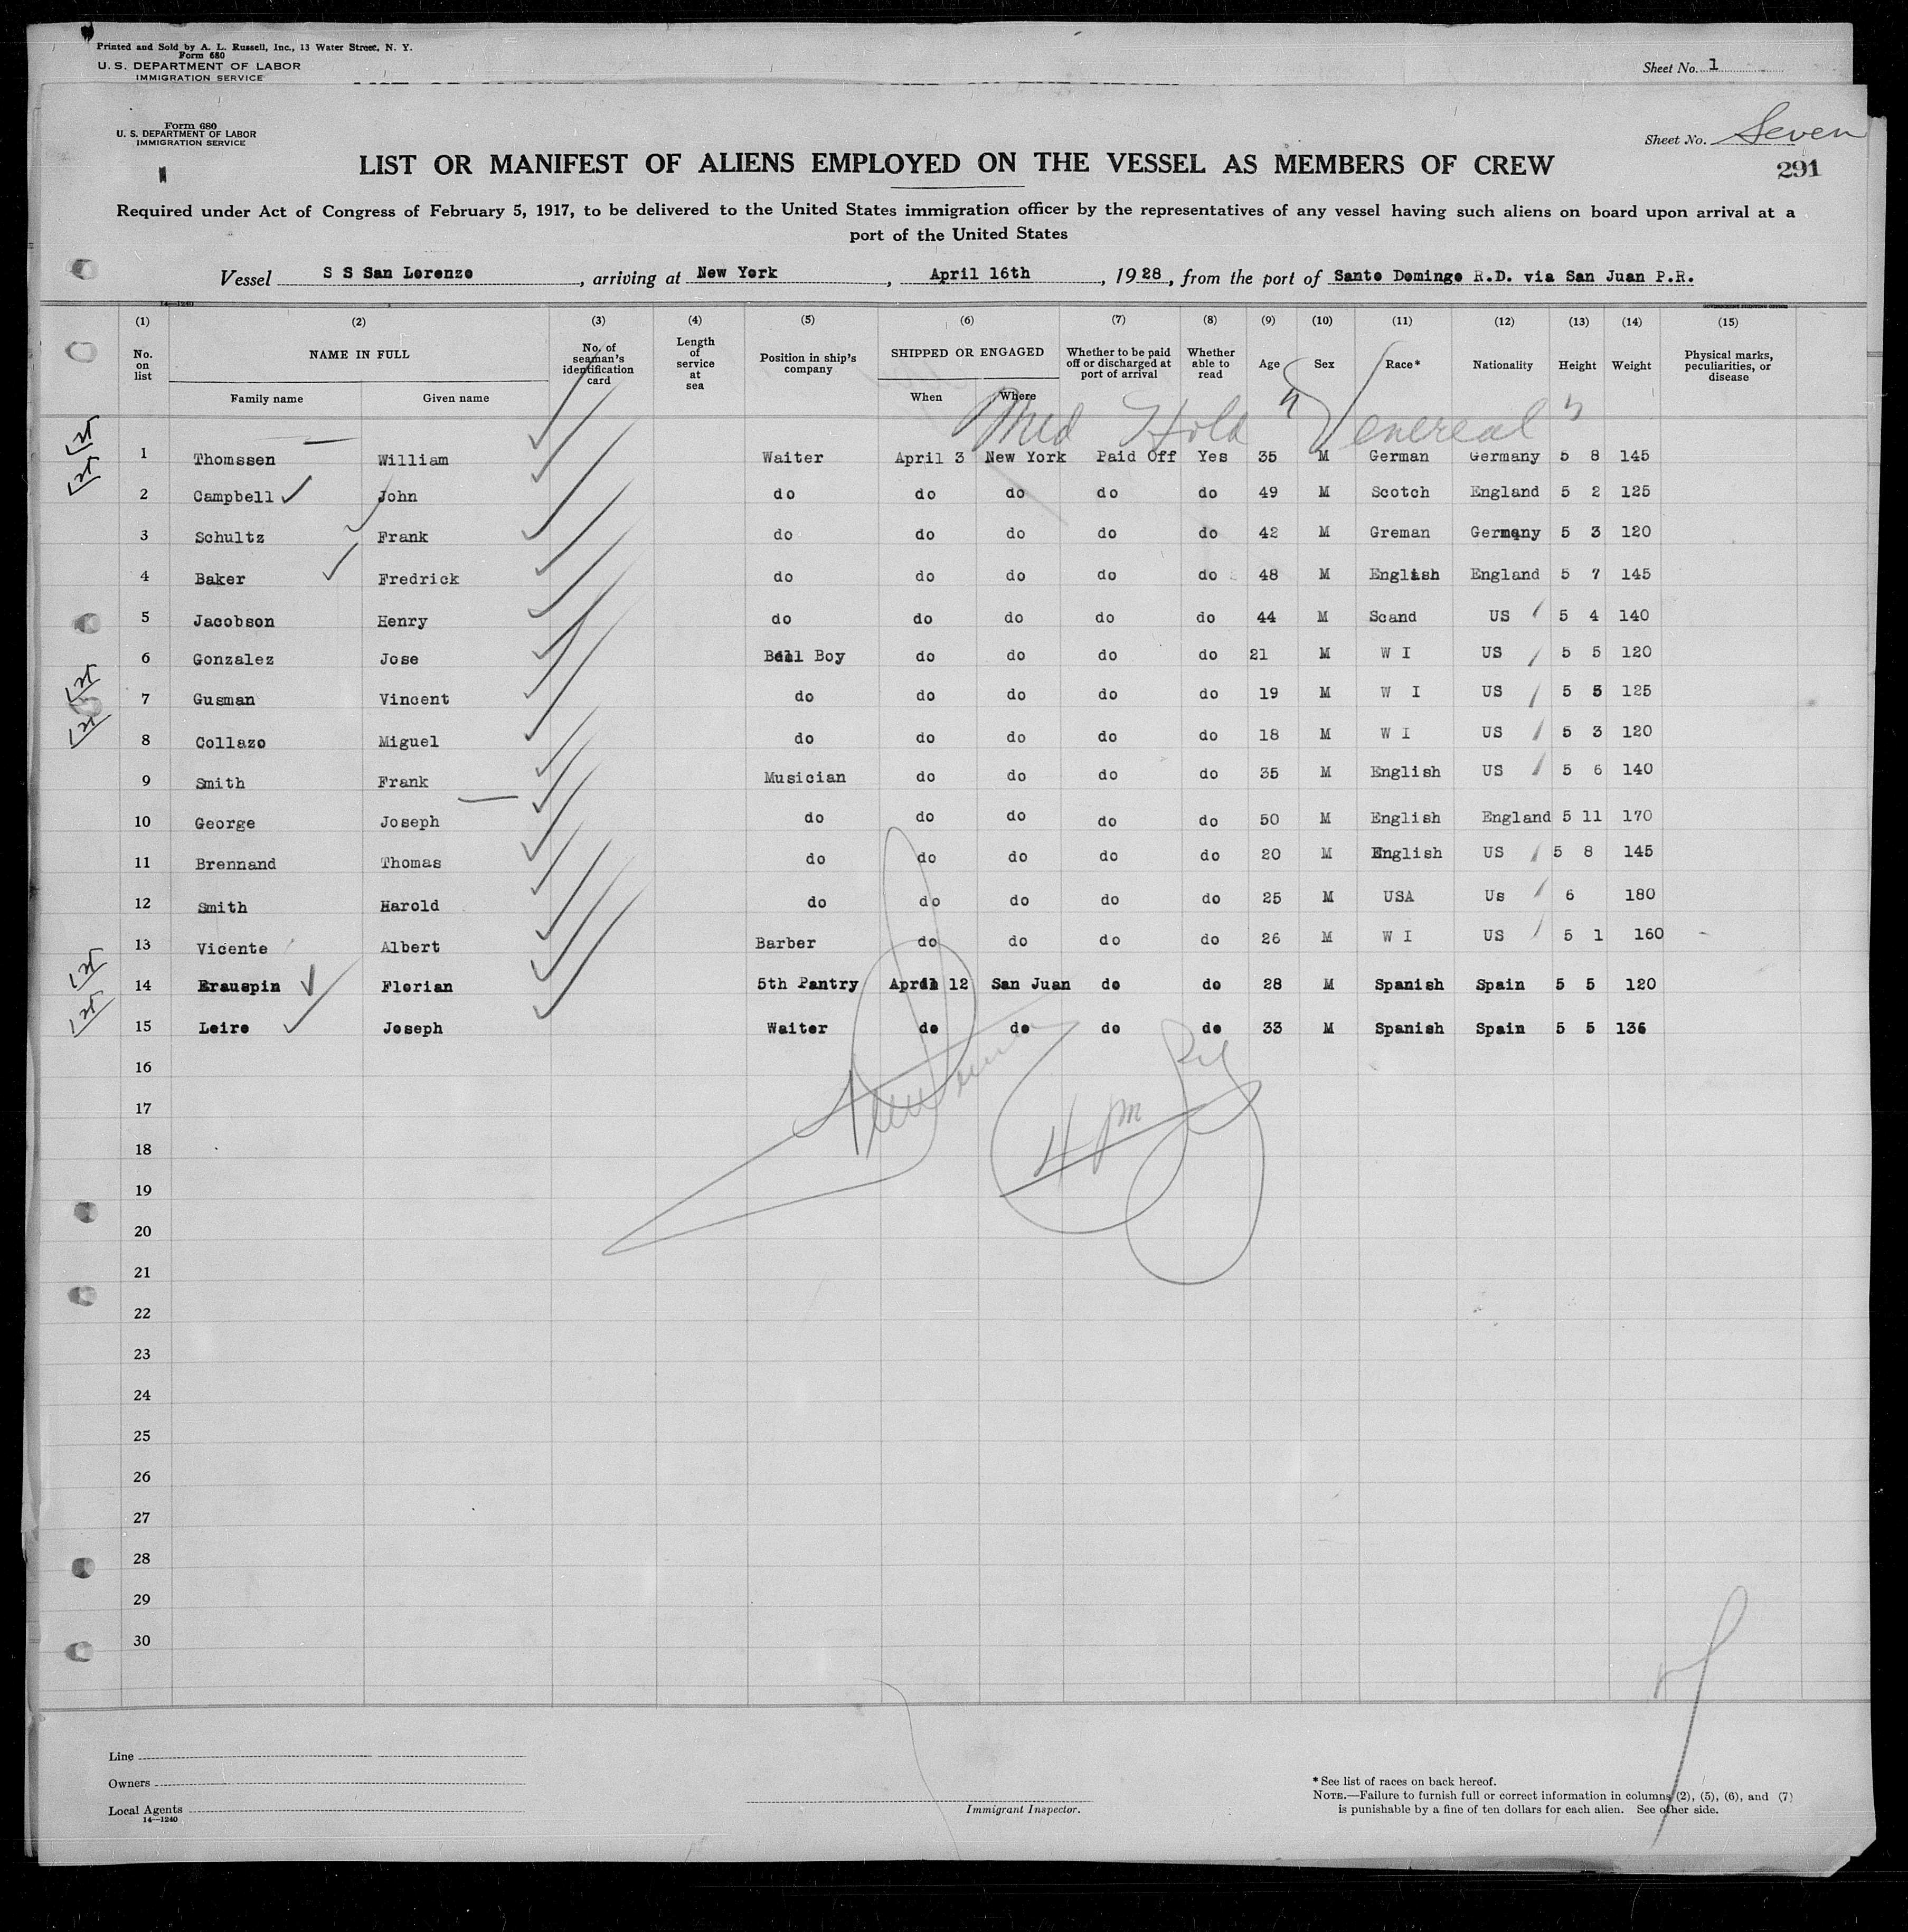 Printed and Sold by A. L. Russell, Inc., 13 Water Street, N. Y.
Form 680
U. S. DEPARTMENT OF LABOR
IMMIGRATION SERVICE
Sheet No. 1
Form 680
U. S. DEPARTMENT OF LABOR
IMMIGRATION SERVICE
Sheet No. Seven
LIST OR MANIFEST OF ALIENS EMPLOYED ON THE VESSEL AS MEMBERS OF CREW
291
Required under Act of Congress of February 5, 1917, to be delivered to the United States immigration officer by the representatives of any vessel having such aliens on board upon arrival at a
port of the United States
Vessel S S San Lorenzo, arriving at New York, April 16th, 1928, from the port of Santo Domingo R.D. via San Juan P.R.
14—1240
(1) (2) (3) (4) (5) (6) (7) (8) (9) (10) (11) (12) (13) (14) (15)
No. on list NAME IN FULL No. of seaman's identification card Length of service at sea Position in ship's company SHIPPED OR ENGAGED Whether to be paid off or discharged at port of arrival Whether able to read Age Sex Race* Nationality Height Weight Physical marks, peculiarities, or disease
Family name Given name When Where
Med Hold "Venereal"
1 Thomssen William Waiter April 3 New York Paid Off Yes 35 M German Germany 5 8 145
2 Campbell John do do do do do 49 M Scotch England 5 2 125
3 Schultz Frank do do do do do 42 M Greman Germany 5 3 120
4 Baker Fredrick do do do do do 48 M English England 5 7 145
5 Jacobson Henry do do do do do 44 M Scand US 5 4 140
6 Gonzalez Jose Bell Boy do do do do 21 M W I US 5 5 120
7 Gusman Vincent do do do do do 19 M W I US 5 5 125
8 Collazo Miguel do do do do do 18 M W I US 5 3 120
9 Smith Frank Musician do do do do 35 M English US 5 6 140
10 George Joseph do do do do do 50 M English England 5 11 170
11 Brennand Thomas do do do do do 20 M English US 5 8 145
12 Smith Harold do do do do do 25 M USA Us 6 180
13 Vicente Albert Barber do do do do 26 M W I US 5 1 160
14 Erauspin Florian 5th Pantry April 12 San Juan do do 28 M Spanish Spain 5 5 120
15 Leiro Joseph Waiter do do do do 33 M Spanish Spain 5 5 136
16
17
4 pm
18
19
20
21
22
23
24
25
26
27
28
29
30
Line
Owners
Local Agents
14—1240
Immigrant Inspector.
* See list of races on back hereof.
NOTE.—Failure to furnish full or correct information in columns (2), (5), (6), and (7)
is punishable by a fine of ten dollars for each alien. See other side.